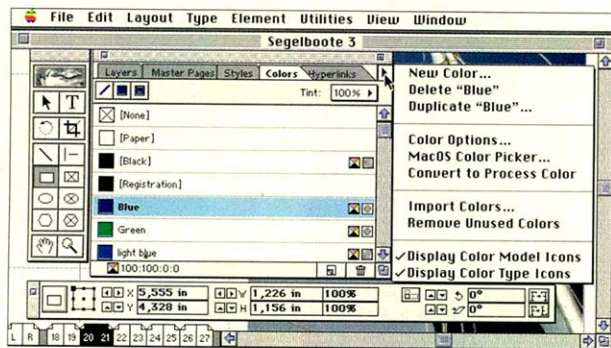 File Edit Layout Type Element Utilities View Window
Segelboote 3
Layers Master Pages Styles Colors Hyperlinks
Tint: 100%
[None]
[Paper]
[Black]
[Registration]
Blue
Green
light blue
100:100:0:0
New Color...
Delete “Blue”
Duplicate “Blue”...
Color Options...
MacOS Color Picker...
Convert to Process Color
Import Colors...
Remove Unused Colors
✓Display Color Model Icons
✓Display Color Type Icons
T
X 5,555 in W 1,226 in 100% 0°
Y 4,328 in H 1,156 in 100% 0°
L R 18 19 20 21 22 23 24 25 26 27